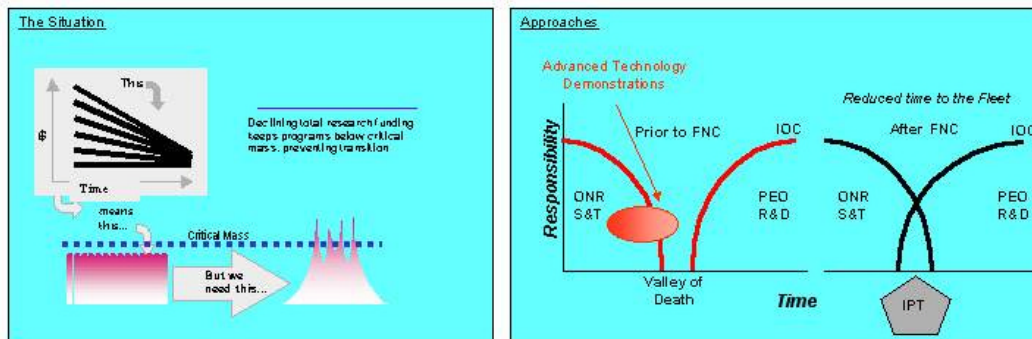 The Situation
This
$
Time
means
this...
Declining total research funding
keeps programs below critical
mass, preventing transition
Critical Mass
But we
need this...
Approaches
Advanced Technology
Demonstrations
Reduced time to the Fleet
Prior to FNC
IOC
After FNC
IOC
Responsibility
ONR
S&T
PEO
R&D
ONR
S&T
PEO
R&D
Valley of
Death
Time
IPT